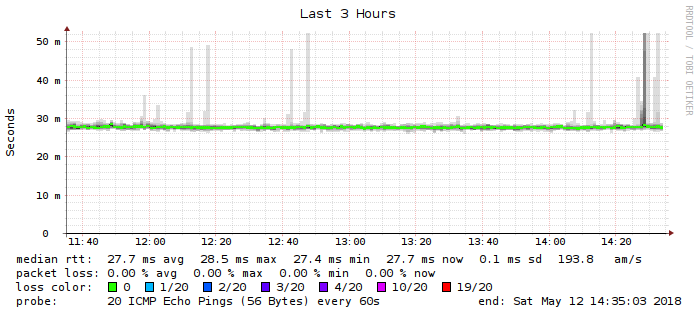 Last 3 Hours
RRDTOOL / TOBI OETIKER
Seconds
50 m
40 m
30 m
20 m
10 m
0
11:40 12:00 12:20 12:40 13:00 13:20 13:40 14:00 14:20
median rtt: 27.7 ms avg 28.5 ms max 27.4 ms min 27.7 ms now 0.1 ms sd 193.8 am/s
packet loss: 0.00 % avg 0.00 % max 0.00 % min 0.00 % now
loss color: 0 1/20 2/20 3/20 4/20 10/20 19/20
probe: 20 ICMP Echo Pings (56 Bytes) every 60s end: Sat May 12 14:35:03 2018